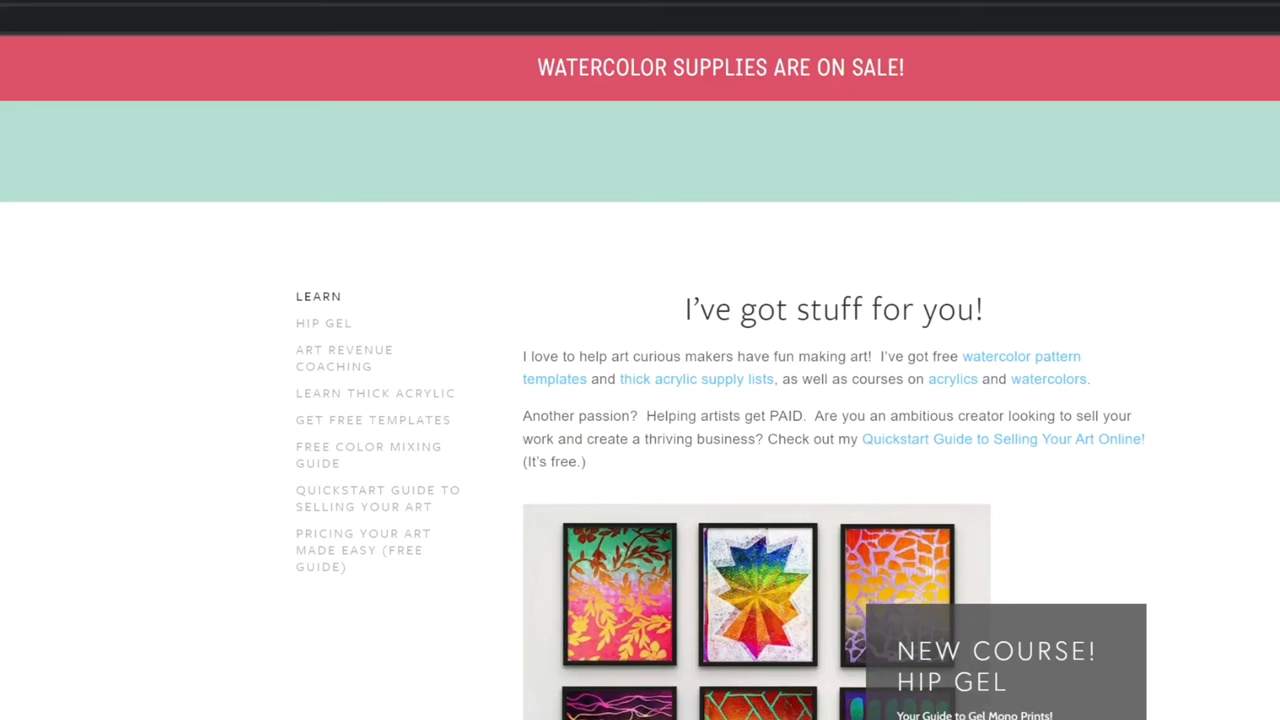 WATERCOLOR SUPPLIES ARE ON SALE!
LEARN
HIP GEL
ART REVENUE
COACHING
LEARN THICK ACRYLIC
GET FREE TEMPLATES
FREE COLOR MIXING
GUIDE
QUICKSTART GUIDE TO
SELLING YOUR ART
PRICING YOUR ART
MADE EASY (FREE
GUIDE)
I’ve got stuff for you!
I love to help art curious makers have fun making art!  I’ve got free watercolor pattern
templates and thick acrylic supply lists, as well as courses on acrylics and watercolors.
Another passion?  Helping artists get PAID.  Are you an ambitious creator looking to sell your
work and create a thriving business? Check out my Quickstart Guide to Selling Your Art Online!
(It’s free.)
NEW COURSE!
HIP GEL
Your Guide to Gel Mono Prints!